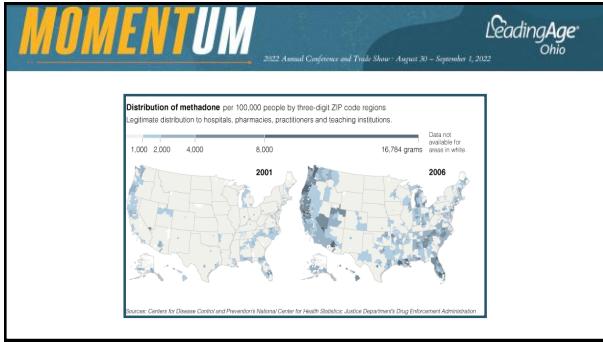 MOMENTUM
LeadingAge®
Ohio
2022 Annual Conference and Trade Show · August 30 – September 1, 2022
Distribution of methadone per 100,000 people by three-digit ZIP code regions
Legitimate distribution to hospitals, pharmacies, practitioners and teaching institutions.
Data not
available for
areas in white.
1,000 2,000 4,000 8,000 16,784 grams
2001 2006
Sources: Centers for Disease Control and Prevention's National Center for Health Statistics; Justice Department's Drug Enforcement Administration